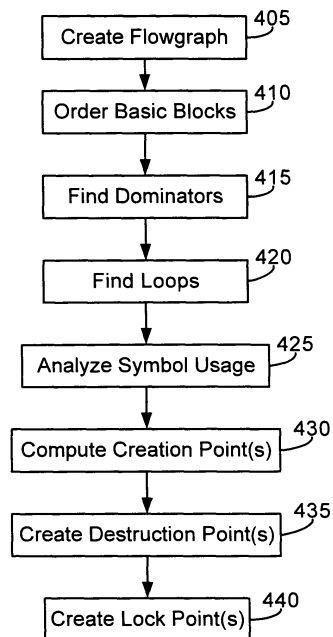 405
Create Flowgraph
410
Order Basic Blocks
415
Find Dominators
420
Find Loops
425
Analyze Symbol Usage
430
Compute Creation Point(s)
435
Create Destruction Point(s)
440
Create Lock Point(s)